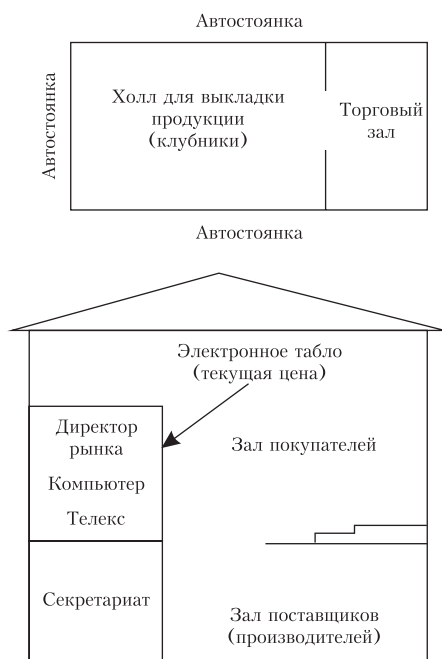 Автостоянка
Автостоянка
Холл для выкладки
продукции
(клубники)
Торговый
зал
Автостоянка
Электронное табло
(текущая цена)
Директор
рынка
Компьютер
Телекс
Зал покупателей
Секретариат
Зал поставщиков
(производителей)